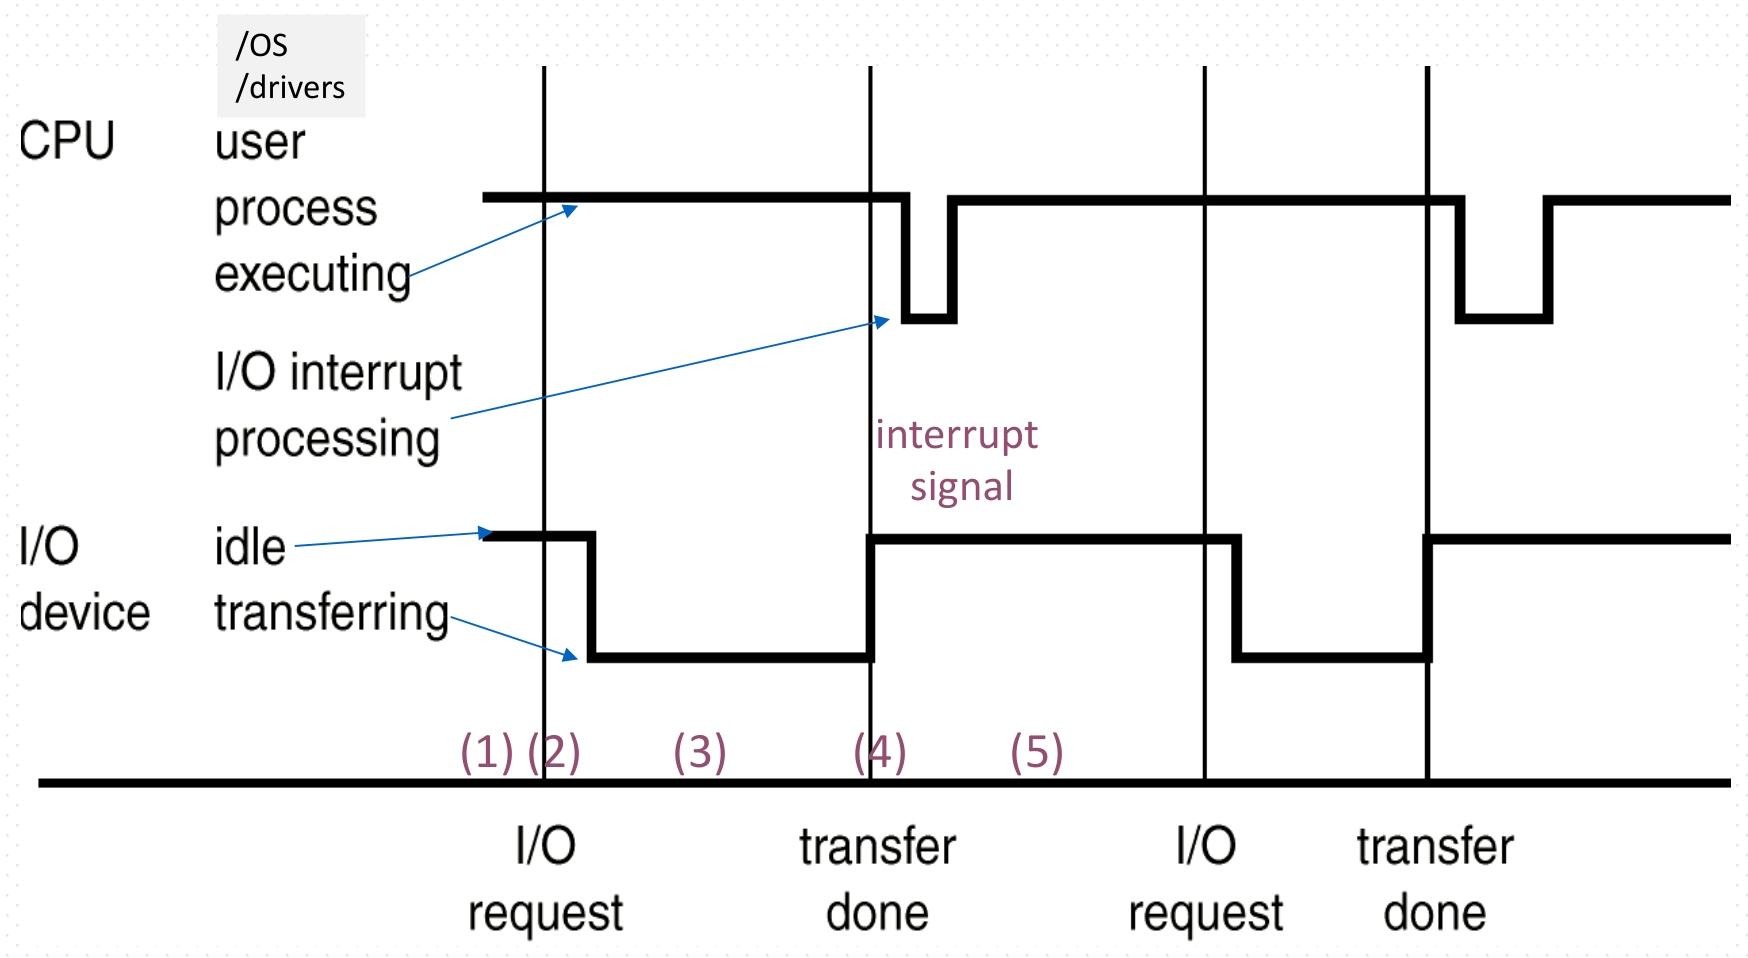 /OS
/drivers
CPU
user
process
executing
I/O interrupt
processing
interrupt
signal
I/O
device
idle
transferring
(1) (2) (3) (4) (5)
I/O
request
transfer
done
I/O
request
transfer
done